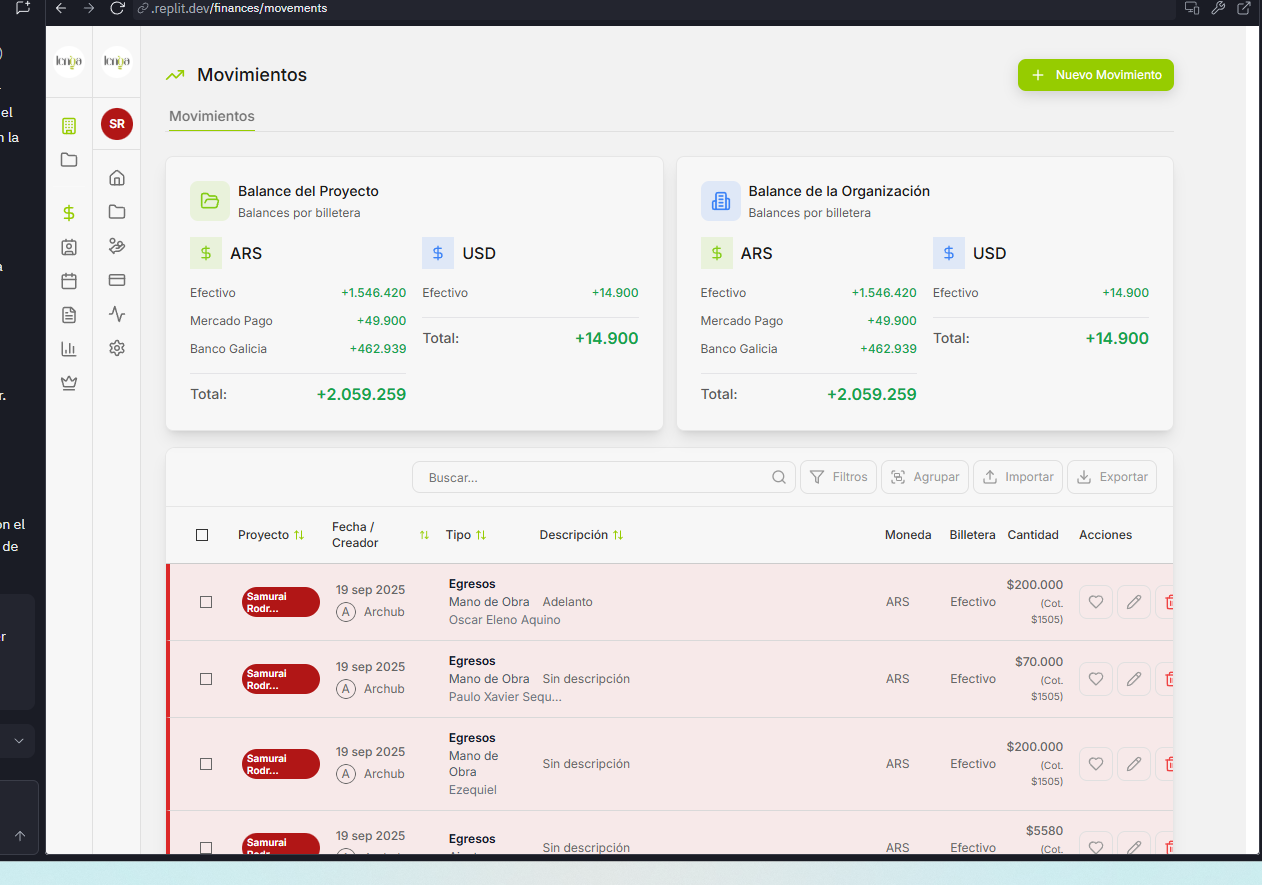 .replit.dev/finances/movements
el
n la
a
r.
on el
de
er
lenga
lenga
SR
Movimientos
+ Nuevo Movimiento
Movimientos
Balance del Proyecto
Balances por billetera
$ ARS
$ USD
Efectivo +1.546.420
Efectivo +14.900
Mercado Pago +49.900
Total: +14.900
Banco Galicia +462.939
Total: +2.059.259
Balance de la Organización
Balances por billetera
$ ARS
$ USD
Efectivo +1.546.420
Efectivo +14.900
Mercado Pago +49.900
Total: +14.900
Banco Galicia +462.939
Total: +2.059.259
Buscar...
Filtros
Agrupar
Importar
Exportar
Proyecto
Fecha /
Creador
Tipo
Descripción
Moneda
Billetera
Cantidad
Acciones
Samurai
Rodr...
19 sep 2025
A Archub
Egresos
Mano de Obra
Oscar Eleno Aquino
Adelanto
ARS
Efectivo
$200.000
(Cot.
$1505)
Samurai
Rodr...
19 sep 2025
A Archub
Egresos
Mano de Obra
Paulo Xavier Sequ...
Sin descripción
ARS
Efectivo
$70.000
(Cot.
$1505)
Samurai
Rodr...
19 sep 2025
A Archub
Egresos
Mano de
Obra
Ezequiel
Sin descripción
ARS
Efectivo
$200.000
(Cot.
$1505)
Samurai
Rodr...
19 sep 2025
Archub
Egresos
Sin descripción
ARS
Efectivo
$5580
(Cot.